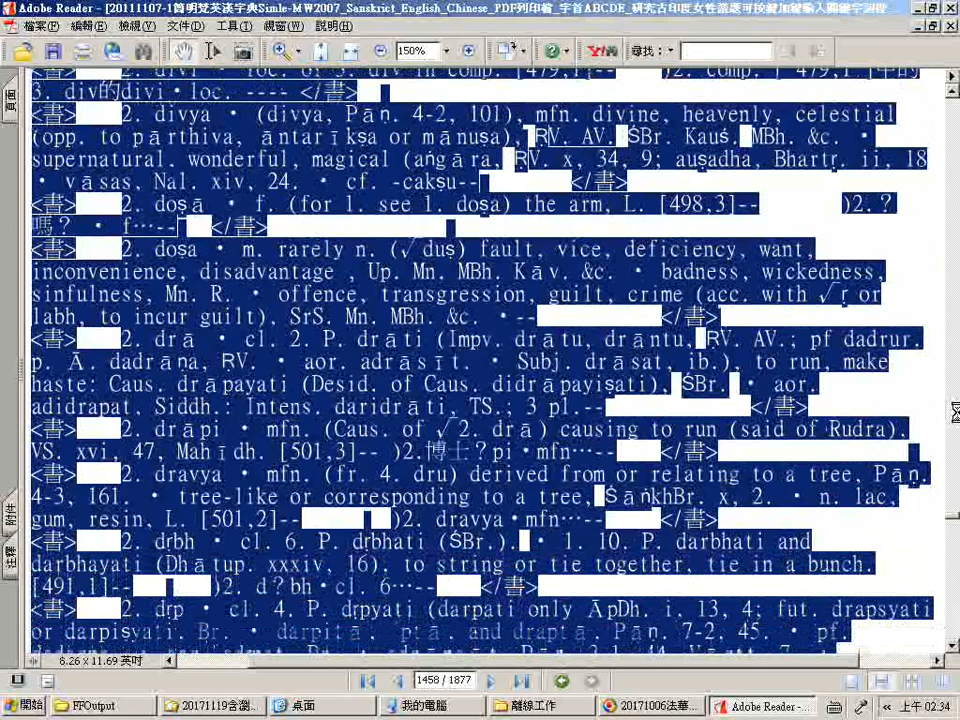 Adobe Reader - [20111107-1簡明梵英漢字典Simle-MW2007_Sanskrit_English_Chinese_PDF列印檔_字首ABCDE_研究古印度女性議議
檔案(F) 編輯(E) 檢視(V) 文件(D) 工具(T) 視窗(W) 說明(H)
150% 尋找:
頁面
3. div的divi‧loc. ---- </書>
<書> 2. divya ‧ (divya, Pāṇ. 4-2, 101), mfn. divine, heavenly, celestial
(opp. to pārthiva, āntarīkṣa or mānuṣa), ṚV. AV. ŚBr. Kauś. MBh. &c. ‧
supernatural. wonderful, magical (aṅgāra, ṚV. x, 34, 9; auṣadha, Bhartṛ. ii, 18
‧ vāsas, Nal. xiv, 24. ‧ cf. -cakṣu-- </書>
<書> 2. doṣā ‧ f. (for 1. see 1. doṣa) the arm, L. [498,3]-- )2.?
嗎? ‧ f…-- </書>
<書> 2. doṣa ‧ m. rarely n. (√duṣ) fault, vice, deficiency, want,
inconvenience, disadvantage , Up. Mn. MBh. Kāv. &c. ‧ badness, wickedness,
sinfulness, Mn. R. ‧ offence, transgression, guilt, crime (acc. with √ṛ or
labh, to incur guilt), SrS. Mn. MBh. &c. ‧-- </書>
<書> 2. drā ‧ cl. 2. P. drāti (Impv. drātu, drāntu, ṚV. AV.; pf dadrur.
p. Ā. dadrāṇa, ṚV. ‧ aor. adrāsīt. ‧ Subj. drāsat, ib.), to run, make
haste: Caus. drāpayati (Desid. of Caus. didrāpayiṣati), ŚBr. ‧ aor.
adidrapat, Siddh.: Intens. daridrāti, TS.; 3 pl.-- </書>
<書> 2. drāpi ‧ mfn. (Caus. of √2. drā) causing to run (said of Rudra),
VS. xvi, 47, Mahīdh. [501,3]-- )2.博士?pi‧mfn…-- </書>
<書> 2. dravya ‧ mfn. (fr. 4. dru) derived from or relating to a tree, Pāṇ.
4-3, 161. ‧ tree-like or corresponding to a tree, ŚāṅkhBr. x, 2. ‧ n. lac,
gum, resin, L. [501,2]-- )2. dravya‧mfn…-- </書>
<書> 2. dṛbh ‧ cl. 6. P. dṛbhati (ŚBr.). ‧ 1. 10. P. darbhati and
darbhayati (Dhātup. xxxiv, 16), to string or tie together, tie in a bunch.
[491,1]-- )2. d?bh‧cl. 6…-- </書>
<書> 2. dṛp ‧ cl. 4. P. dṛpyati (darpati only ĀpDh. i, 13, 4; fut. drapsyati
or darpiṣyati. Br. ‧ darpitā, ptā, and draptā. Pāṇ. 7-2, 45. ‧ pf.
附件
註釋
8.26 x 11.69 英吋
1458 / 1877
開始 FFOutput 20171119含瀏... 桌面 我的電腦 離線工作 20171006法華... Adobe Reader - [... 上午 02:34